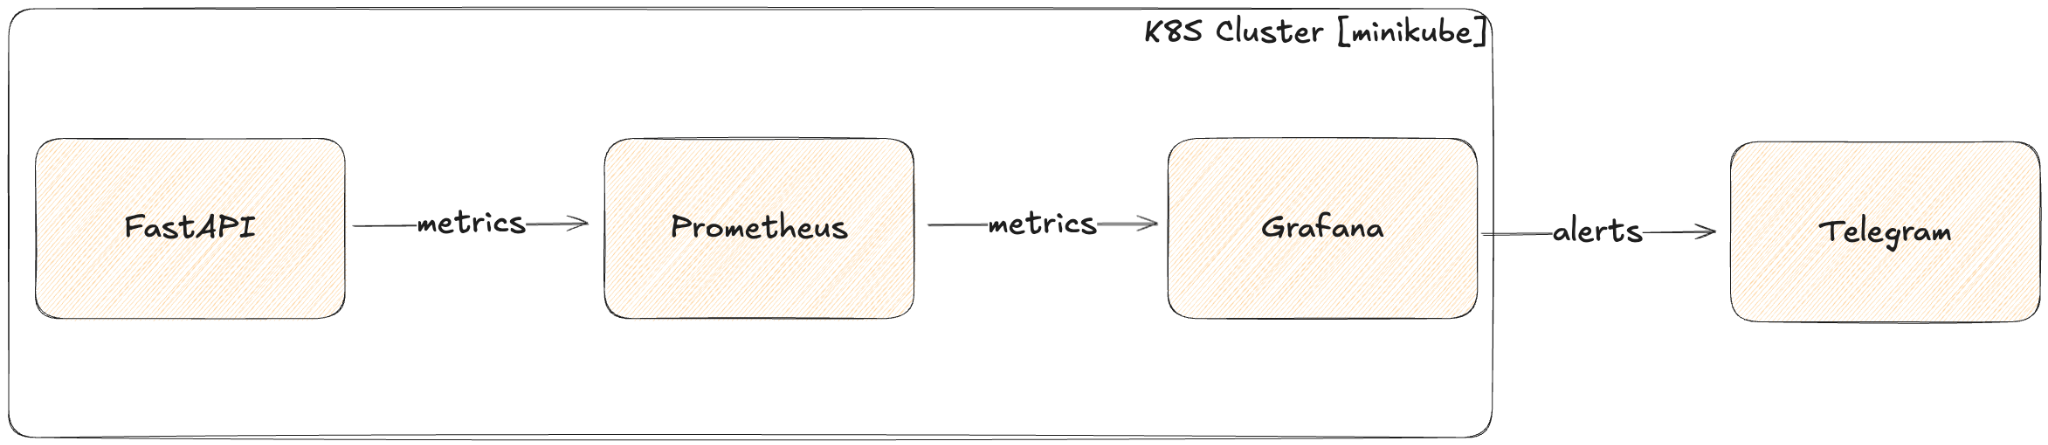 K8S Cluster [minikube]
FastAPI
metrics
Prometheus
metrics
Grafana
alerts
Telegram